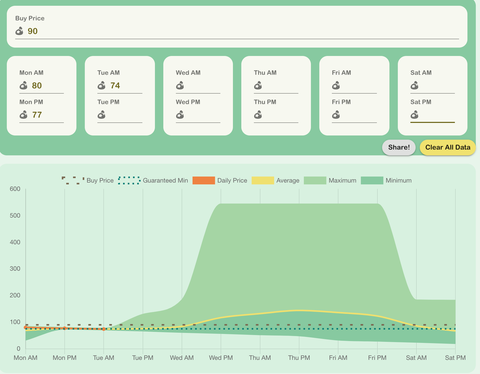 Buy Price
90
Mon AM Tue AM Wed AM Thu AM Fri AM Sat AM
80 74
Mon PM Tue PM Wed PM Thu PM Fri PM Sat PM
77
Share! Clear All Data
Buy Price Guaranteed Min Daily Price Average Maximum Minimum
600
500
400
300
200
100
0
Mon AM Mon PM Tue AM Tue PM Wed AM Wed PM Thu AM Thu PM Fri AM Fri PM Sat AM Sat PM